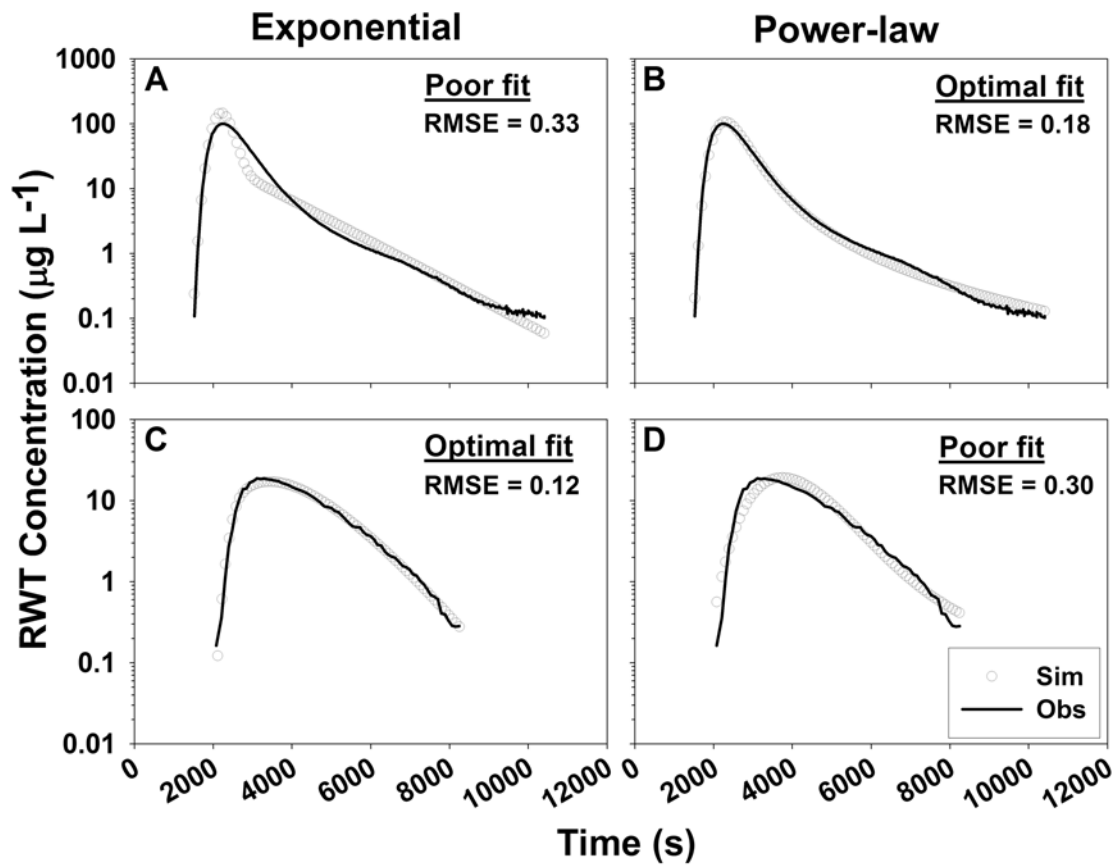 Exponential
Power-law
A
Poor fit
RMSE = 0.33
B
Optimal fit
RMSE = 0.18
1000
100
10
1
0.1
0.01
C
Optimal fit
RMSE = 0.12
D
Poor fit
RMSE = 0.30
100
10
1
0.1
0.01
Sim
Obs
0 2000 4000 6000 8000 10000 12000
0 2000 4000 6000 8000 10000 12000
RWT Concentration (μg L-1)
Time (s)